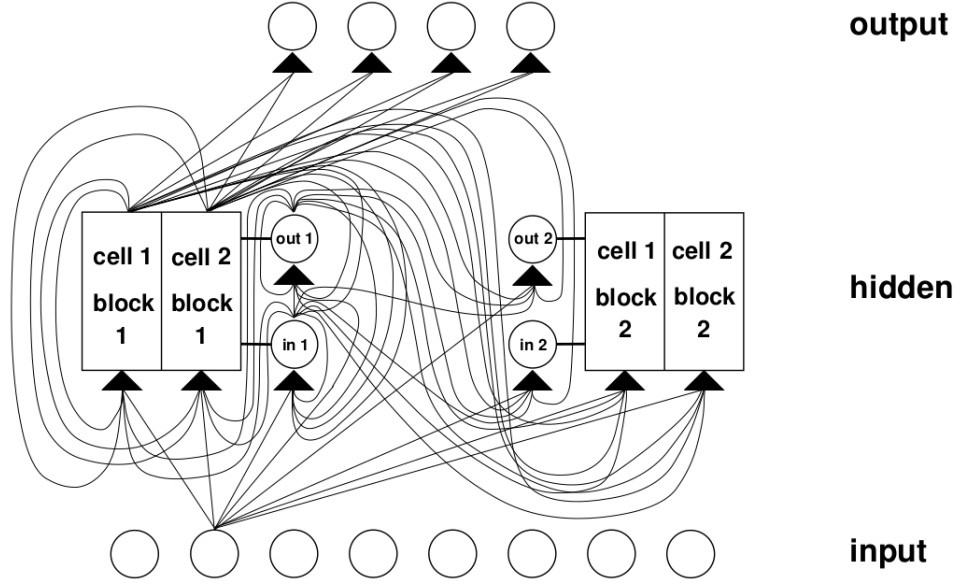 output
out 1
out 2
cell 1
cell 2
cell 1
cell 2
block
1
block
1
block
2
block
2
hidden
in 1
in 2
input